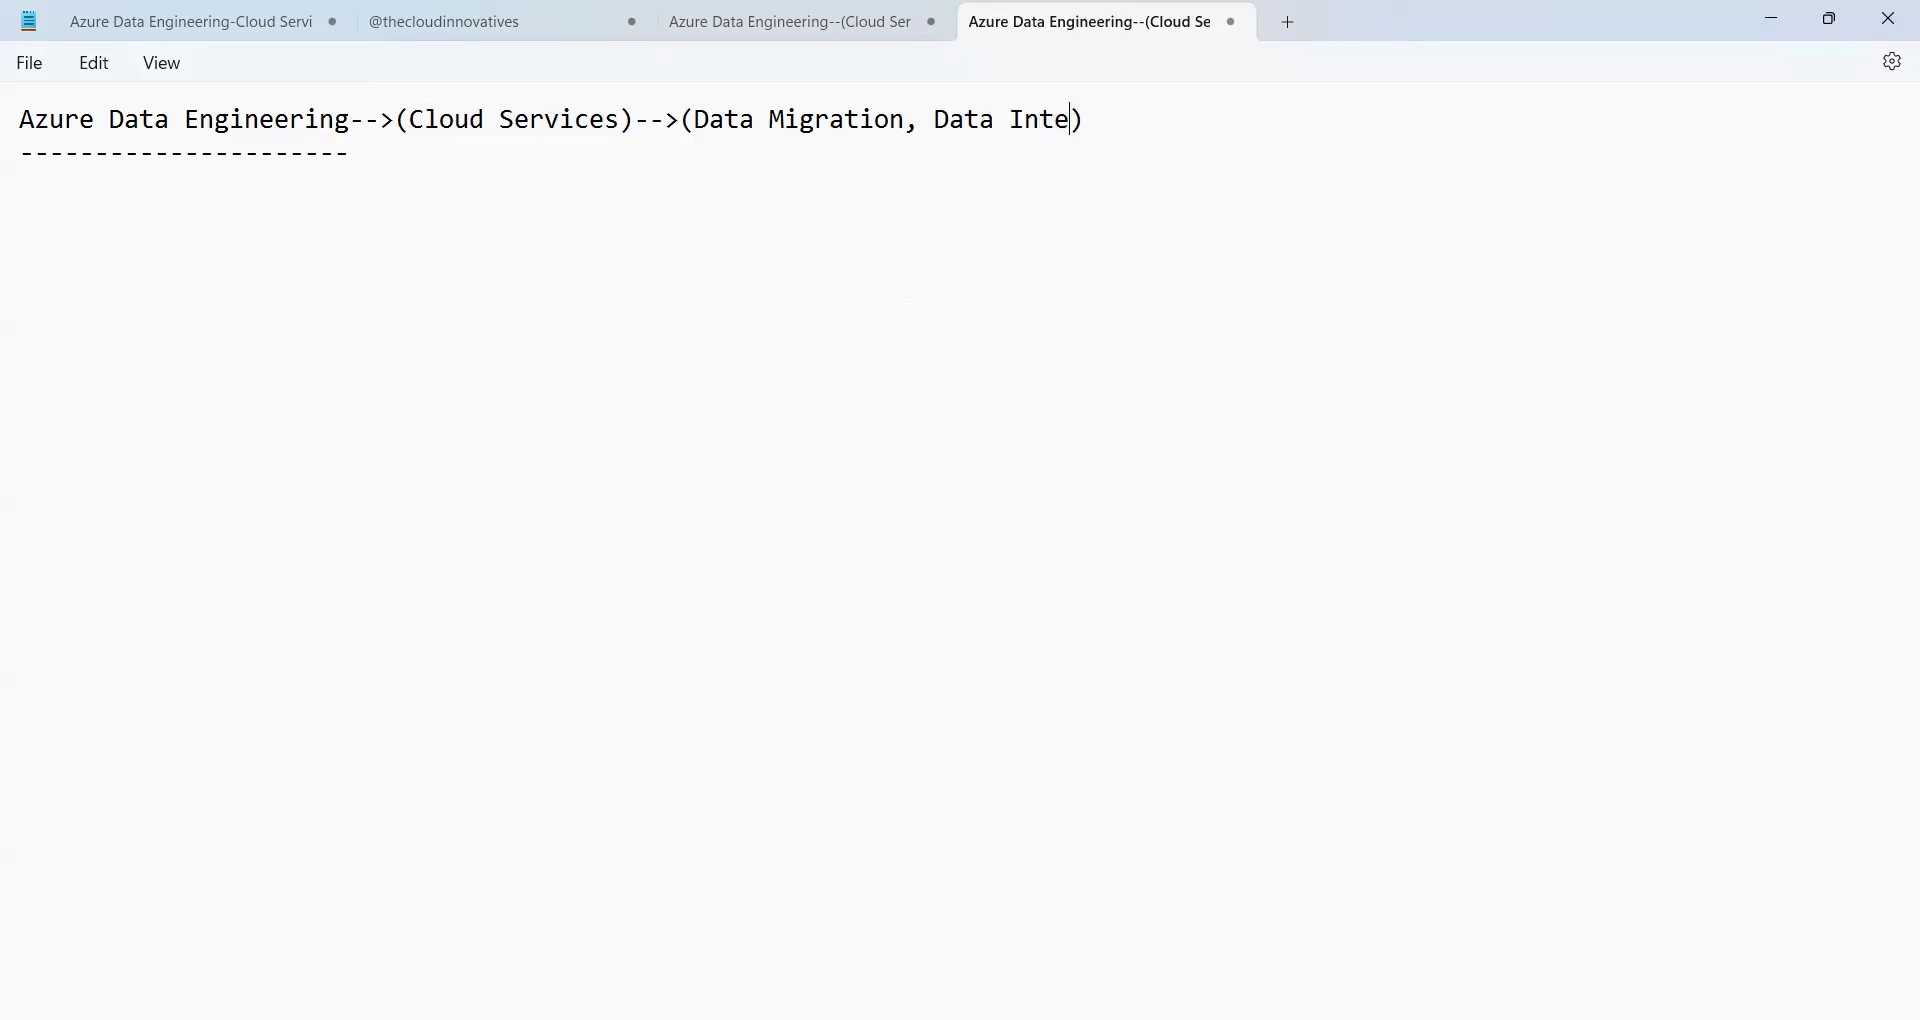 Azure Data Engineering-Cloud Servi
@thecloudinnovatives
Azure Data Engineering--(Cloud Ser
Azure Data Engineering--(Cloud Se
File Edit View
Azure Data Engineering-->(Cloud Services)-->(Data Migration, Data Inte)
----------------------